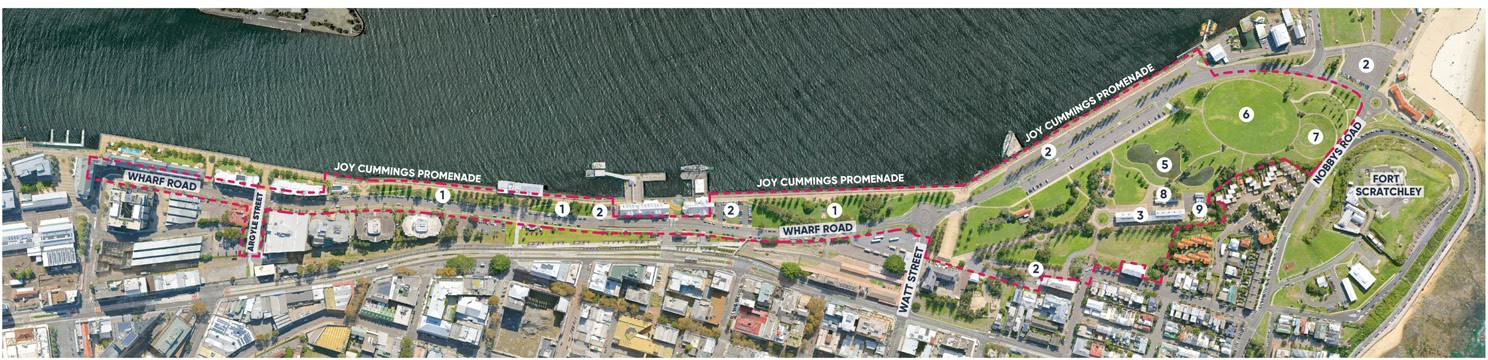 JOY CUMMINGS PROMENADE
WHARF ROAD
ARGYLE STREET
1
1
2
JOY CUMMINGS PROMENADE
2
1
WHARF ROAD
WATT STREET
JOY CUMMINGS PROMENADE
2
2
6
7
5
8
3
9
2
NOBBYS ROAD
FORT
SCRATCHLEY